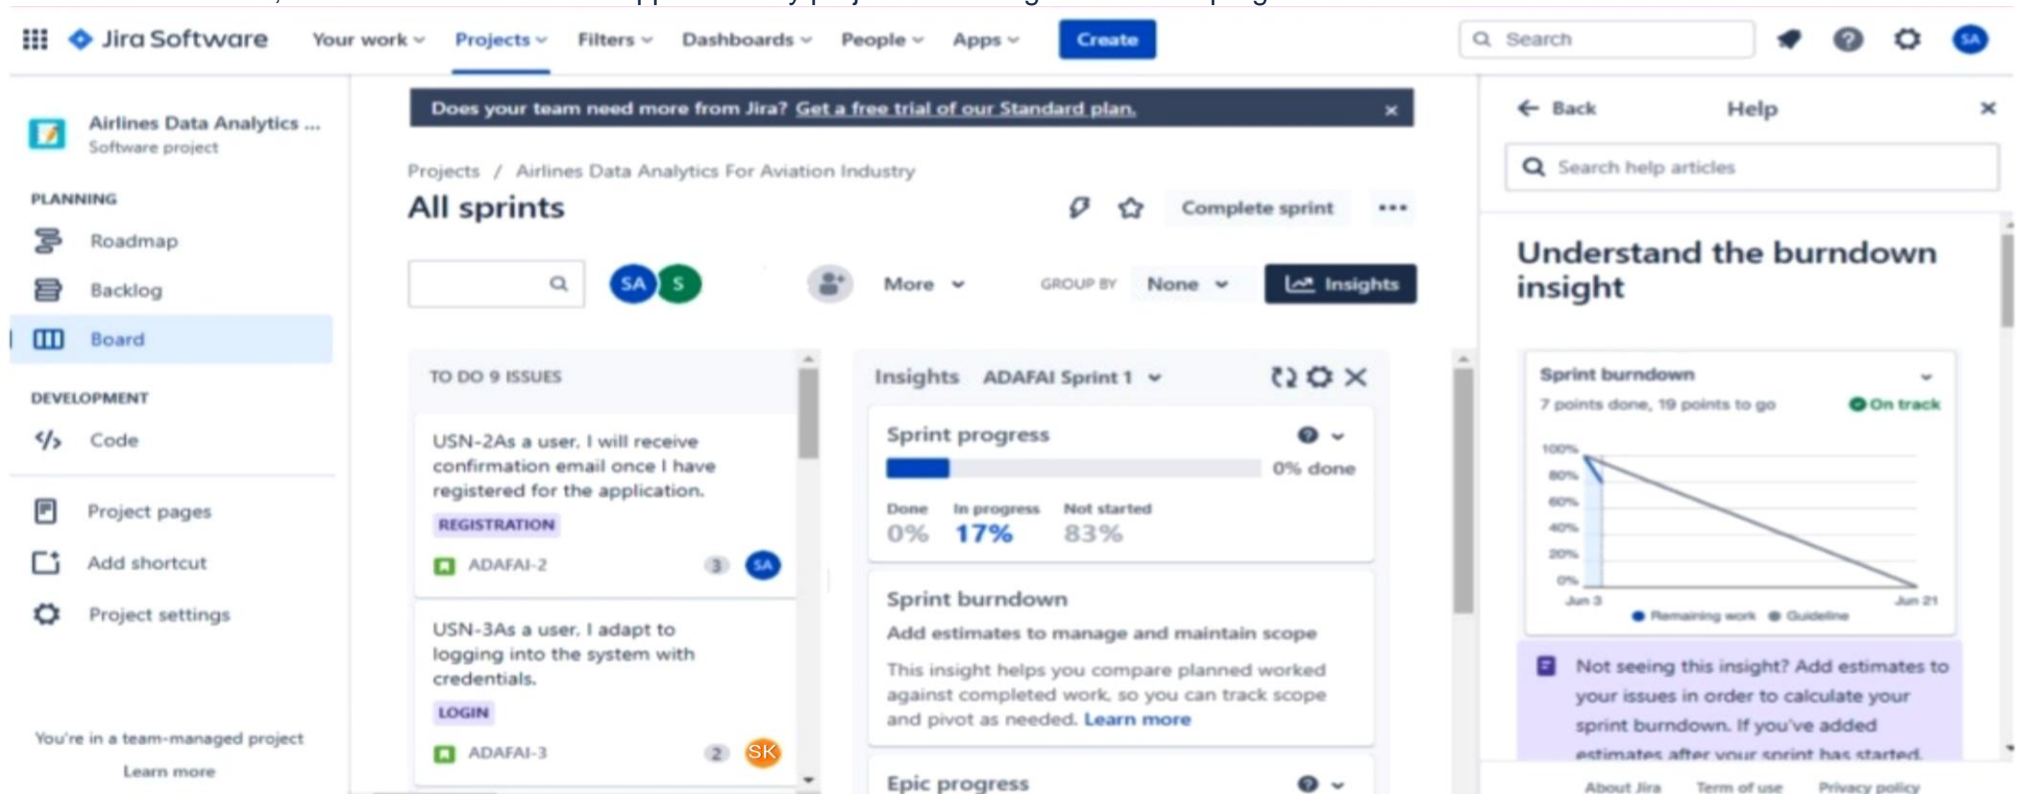 Jira Software Your work Projects Filters Dashboards People Apps Create Search SA
Airlines Data Analytics ...
Software project
PLANNING
Roadmap
Backlog
Board
DEVELOPMENT
Code
Project pages
Add shortcut
Project settings
You're in a team-managed project
Learn more
Does your team need more from Jira? Get a free trial of our Standard plan.
Projects / Airlines Data Analytics For Aviation Industry
All sprints
Complete sprint
SA S More GROUP BY None Insights
TO DO 9 ISSUES
USN-2As a user, I will receive
confirmation email once I have
registered for the application.
REGISTRATION
ADAFAI-2 3 SA
USN-3As a user, I adapt to
logging into the system with
credentials.
LOGIN
ADAFAI-3 2 SK
Insights ADAFAI Sprint 1
Sprint progress
0% done
Done In progress Not started
0% 17% 83%
Sprint burndown
Add estimates to manage and maintain scope
This insight helps you compare planned worked
against completed work, so you can track scope
and pivot as needed. Learn more
Epic progress
Back Help
Search help articles
Understand the burndown
insight
Sprint burndown
7 points done, 19 points to go On track
100%
80%
60%
40%
20%
0%
Jun 3 Jun 21
Remaining work Guideline
Not seeing this insight? Add estimates to
your issues in order to calculate your
sprint burndown. If you've added
estimates after your sprint has started,
About Jira Term of use Privacy policy